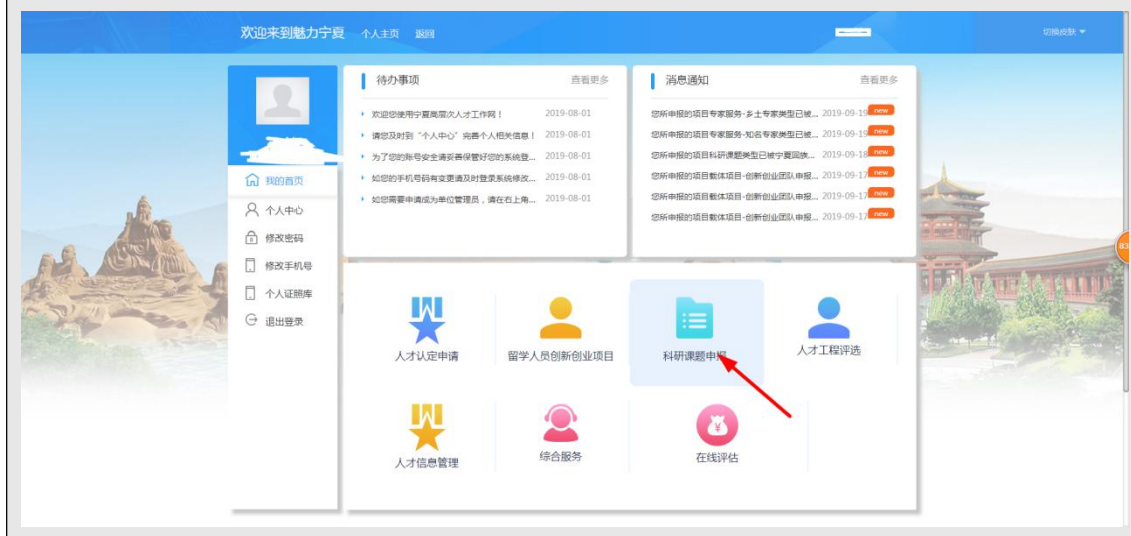 欢迎来到魅力宁夏 个人主页 返回
切换皮肤
我的首页
个人中心
修改密码
修改手机号
个人证照库
退出登录
待办事项 查看更多
欢迎您使用宁夏高层次人才工作网！ 2019-08-01
请您及时到“个人中心”完善个人相关信息！ 2019-08-01
为了您的账号安全请妥善保管好您的系统登... 2019-08-01
如您的手机号码有变更请及时登录系统修改... 2019-08-01
如您需要申请成为单位管理员，请在右上角... 2019-08-01
消息通知 查看更多
您所申报的项目专家服务-乡土专家类型已被... 2019-09-19 new
您所申报的项目专家服务-知名专家类型已被... 2019-09-19 new
您所申报的项目科研课题类型已被宁夏回族... 2019-09-18 new
您所申报的项目载体项目-创新创业团队申报... 2019-09-17 new
您所申报的项目载体项目-创新创业团队申报... 2019-09-17 new
您所申报的项目载体项目-创新创业团队申报... 2019-09-17 new
人才认定申请
留学人员创新创业项目
科研课题申报
人才工程评选
人才信息管理
综合服务
在线评估
83